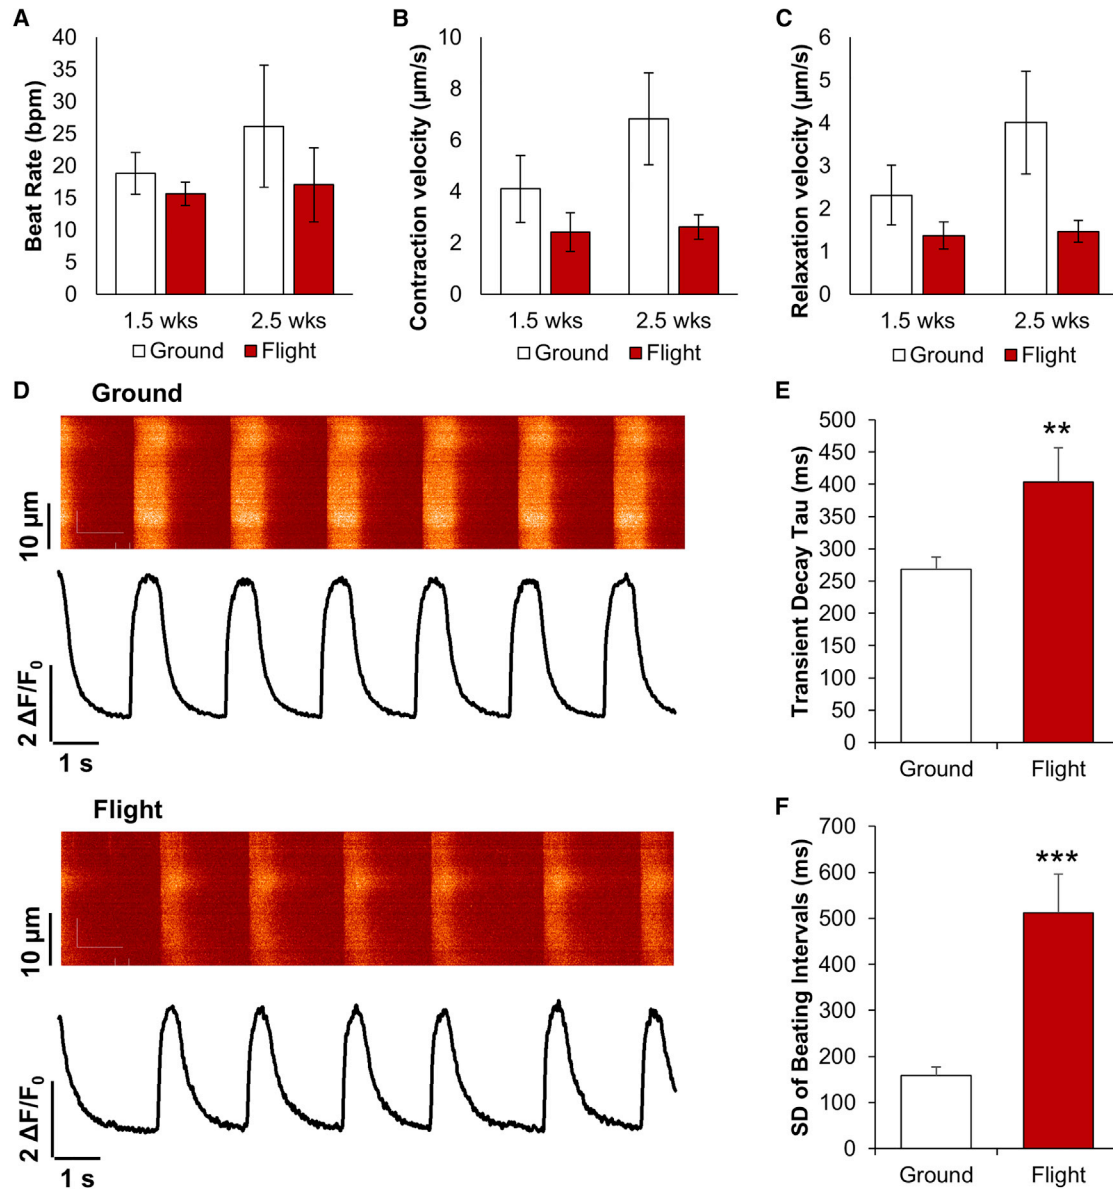 A
Beat Rate (bpm)
40
35
30
25
20
15
10
5
0
1.5 wks 2.5 wks
Ground Flight
B
Contraction velocity (µm/s)
10
8
6
4
2
0
1.5 wks 2.5 wks
Ground Flight
C
Relaxation velocity (µm/s)
6
5
4
3
2
1
0
1.5 wks 2.5 wks
Ground Flight
D
Ground
10 µm
2 ΔF/F0
1 s
Flight
10 µm
2 ΔF/F0
1 s
E
Transient Decay Tau (ms)
500
450
400
350
300
250
200
150
100
50
0
**
Ground Flight
F
SD of Beating Intervals (ms)
700
600
500
400
300
200
100
0
***
Ground Flight